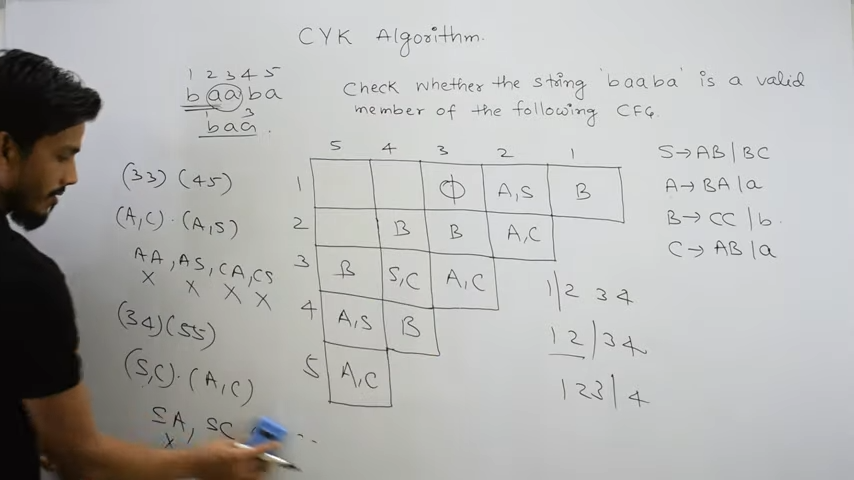 CYK Algorithm.
1 2 3 4 5
b a a b a
1 3
b a a .
Check whether the string 'baaba' is a valid
member of the following CFG.
5 4 3 2 1
1 Φ A,S B
2 B B A,C
3 B S,C A,C
4 A,S B
5 A,C
S→AB|BC
A→BA|a
B→CC|b
C→AB|a
(33) (45)
(A,C) · (A,S)
AA, AS, CA, CS
X X X X
(34)(55)
(S,C) · (A,C)
SA, SC
X
1|2 3 4
1 2|3 4
1 2 3|4